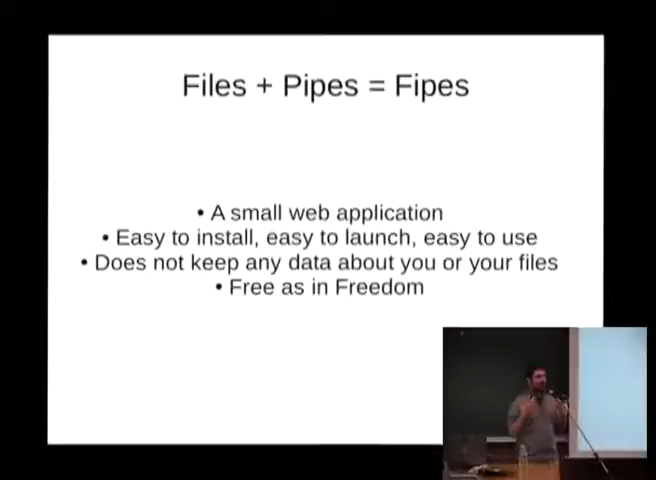 Files + Pipes = Fipes
• A small web application
• Easy to install, easy to launch, easy to use
• Does not keep any data about you or your files
• Free as in Freedom